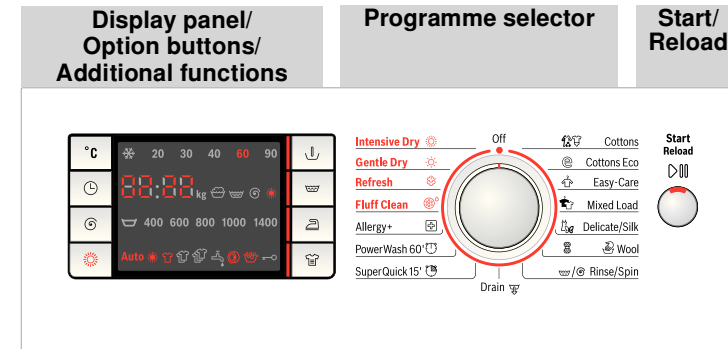 Display panel/
Option buttons/
Additional functions
Programme selector
Start/
Reload
°C
20 30 40 60 90
88:88 kg
400 600 800 1000 1400
Auto
Intensive Dry
Gentle Dry
Refresh
Fluff Clean
Allergy+
PowerWash 60'
SuperQuick 15'
Off
Drain
Cottons
Cottons Eco
Easy-Care
Mixed Load
Delicate/Silk
Wool
Rinse/Spin
Start
Reload